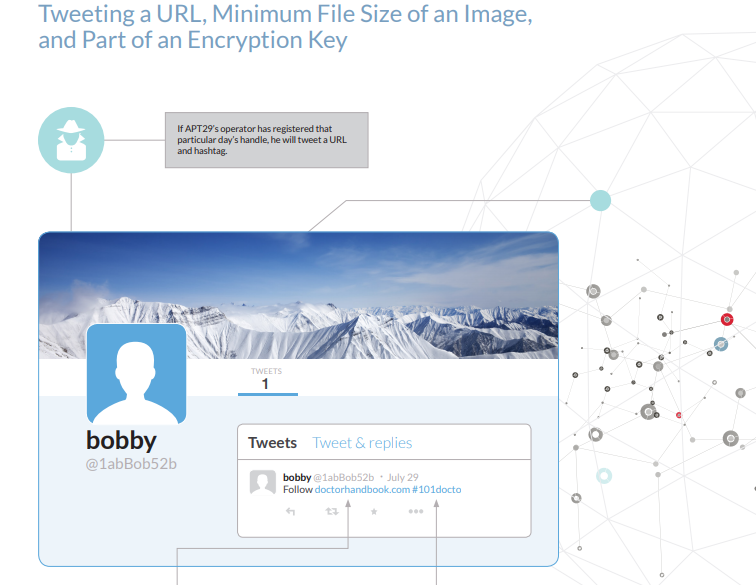 Tweeting a URL, Minimum File Size of an Image,
and Part of an Encryption Key
If APT29's operator has registered that
particular day's handle, he will tweet a URL
and hashtag.
TWEETS
1
bobby
@1abBob52b
Tweets Tweet & replies
bobby @1abBob52b • July 29
Follow doctorhandbook.com #101docto